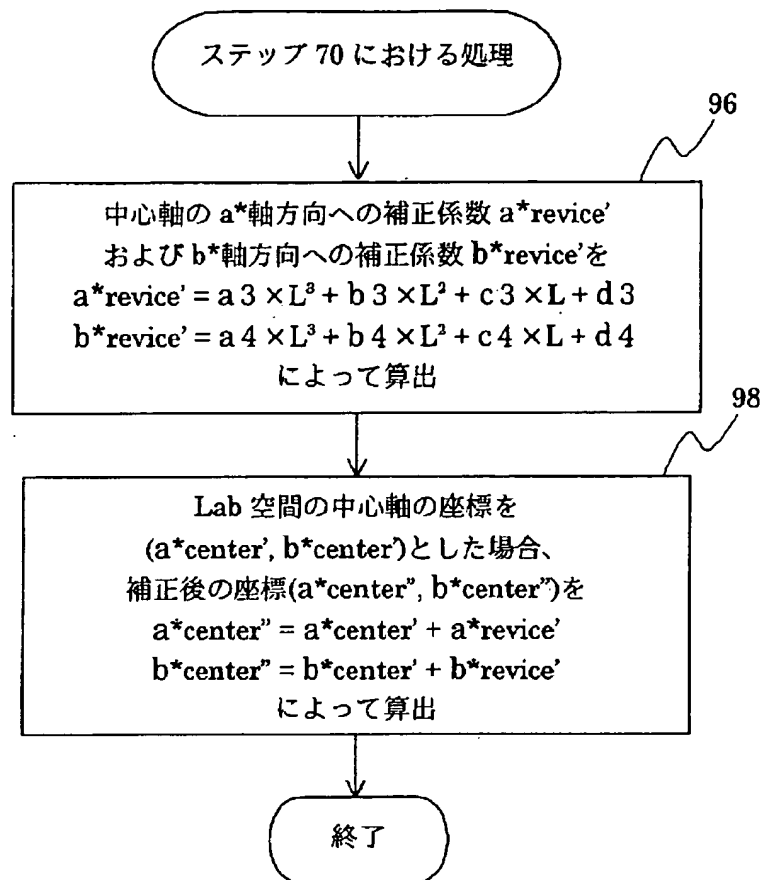 ステップ 70 における処理
96
中心軸の a*軸方向への補正係数 a*revice'
および b*軸方向への補正係数 b*revice'を
a*revice' = a 3 ×L³ + b 3 ×L² + c 3 ×L + d 3
b*revice' = a 4 ×L³ + b 4 ×L² + c 4 ×L + d 4
によって算出
98
Lab 空間の中心軸の座標を
(a*center', b*center')とした場合、
補正後の座標(a*center”, b*center”)を
a*center” = a*center' + a*revice'
b*center” = b*center' + b*revice'
によって算出
終了